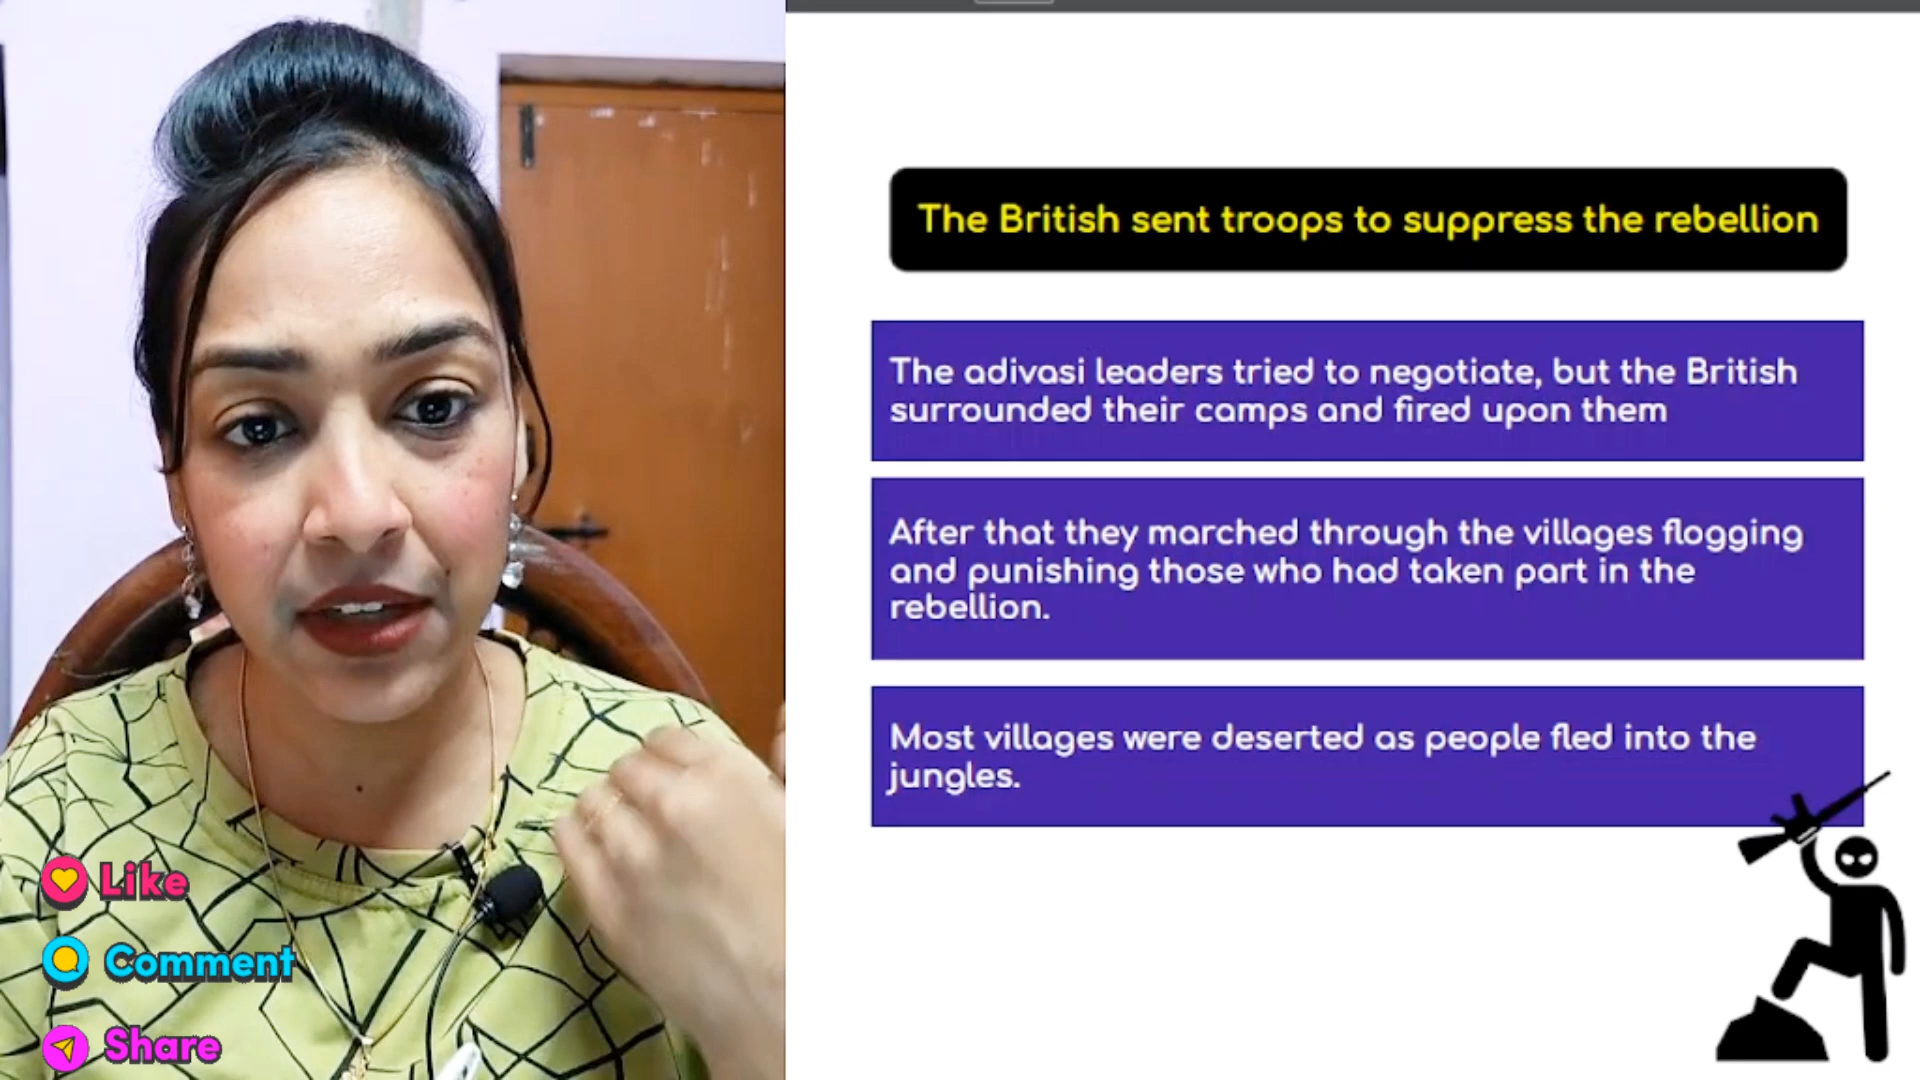 The British sent troops to suppress the rebellion
The adivasi leaders tried to negotiate, but the British
surrounded their camps and fired upon them
After that they marched through the villages flogging
and punishing those who had taken part in the
rebellion.
Most villages were deserted as people fled into the
jungles.
Like
Comment
Share